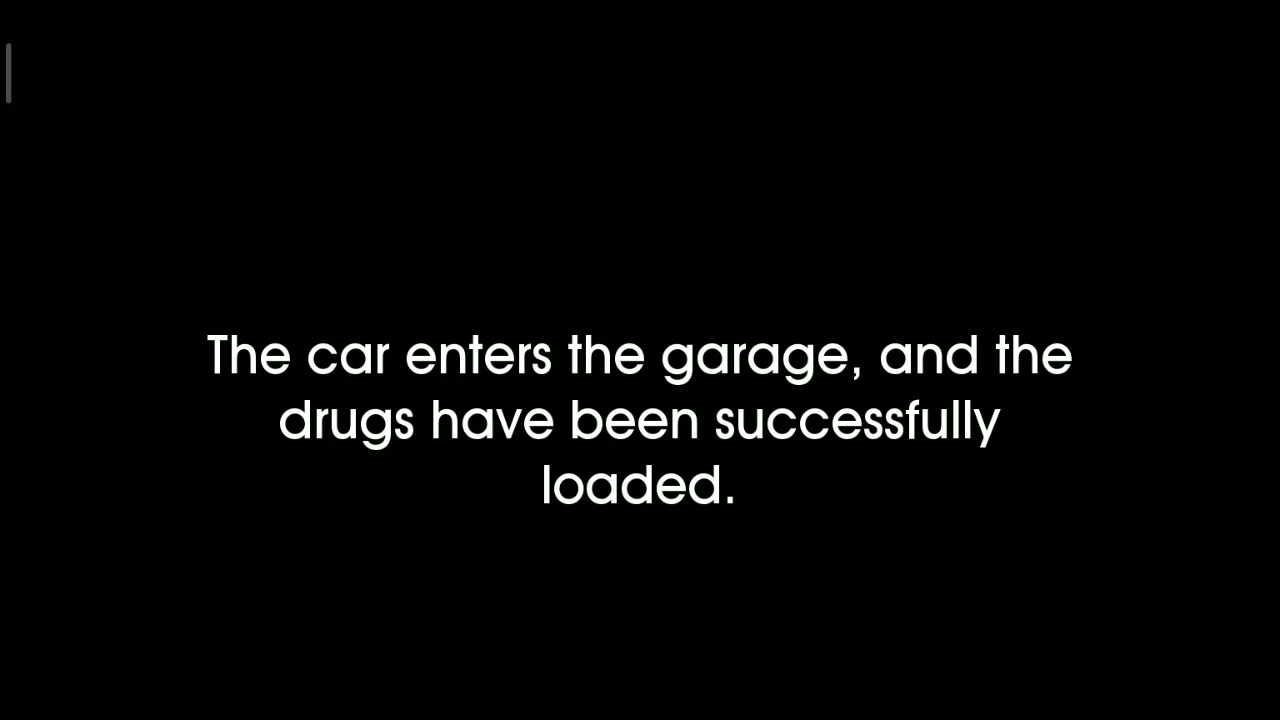 The car enters the garage, and the
drugs have been successfully
loaded.